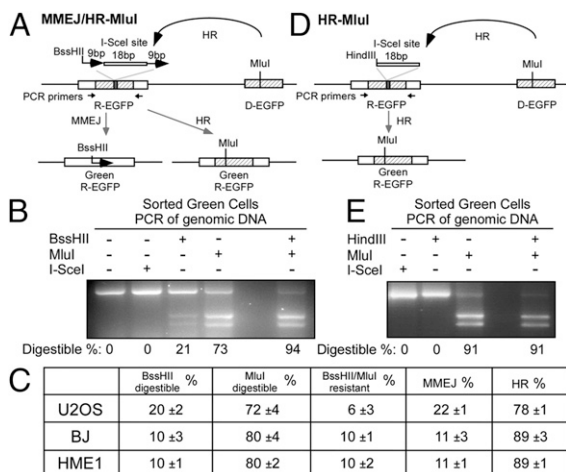 A MMEJ/HR-MluI
I-SceI site
BssHII 9bp 18bp 9bp
HR
MluI
PCR primers
R-EGFP
D-EGFP
MMEJ
HR
BssHII
MluI
Green
R-EGFP
Green
R-EGFP
D HR-MluI
I-SceI site
HindIII 18bp
HR
MluI
PCR primers
R-EGFP
D-EGFP
HR
MluI
Green
R-EGFP
B Sorted Green Cells
PCR of genomic DNA
BssHII - - + - +
MluI - - - + +
I-SceI - + - - -
Digestible %: 0 0 21 73 94
E Sorted Green Cells
PCR of genomic DNA
HindIII - + - +
MluI - - + +
I-SceI + - - -
Digestible %: 0 0 91 91
C BssHII digestible % MluI digestible % BssHII/MluI resistant % MMEJ % HR %
U2OS 20 ±2 72 ±4 6 ±3 22 ±1 78 ±1
BJ 10 ±3 80 ±4 10 ±1 11 ±3 89 ±3
HME1 10 ±1 80 ±2 10 ±2 11 ±1 89 ±1